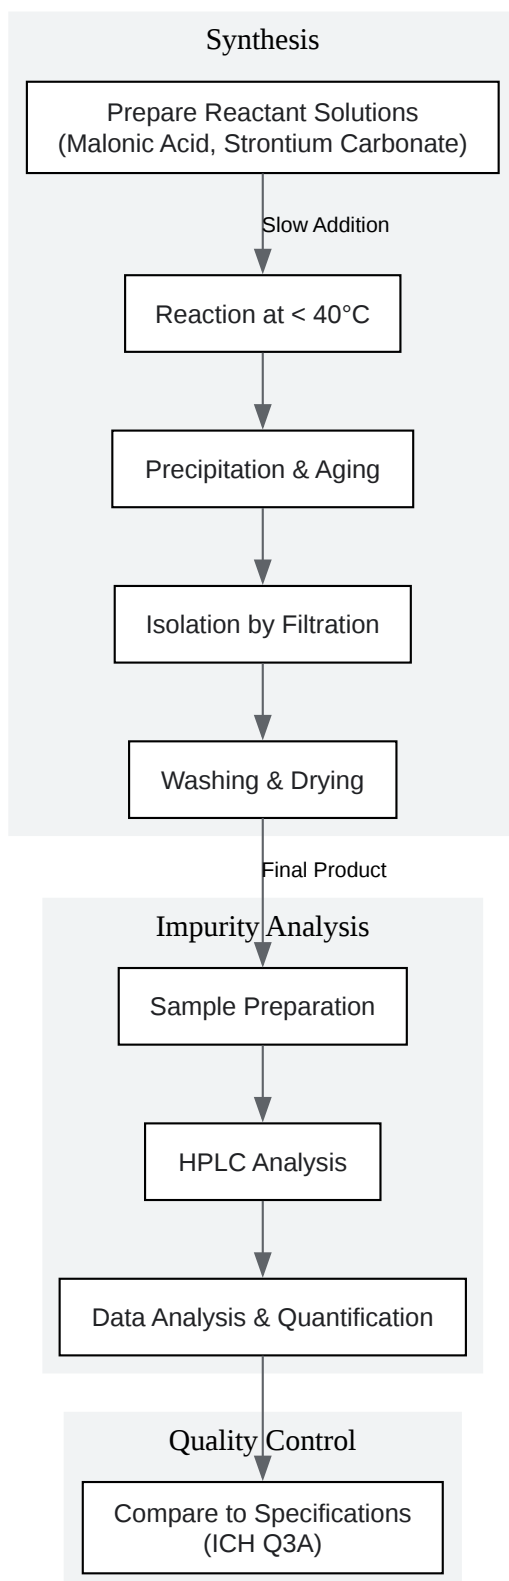 Synthesis
Prepare Reactant Solutions
(Malonic Acid, Strontium Carbonate)
Slow Addition
Reaction at < 40°C
Precipitation & Aging
Isolation by Filtration
Washing & Drying
Final Product
Impurity Analysis
Sample Preparation
HPLC Analysis
Data Analysis & Quantification
Quality Control
Compare to Specifications
(ICH Q3A)